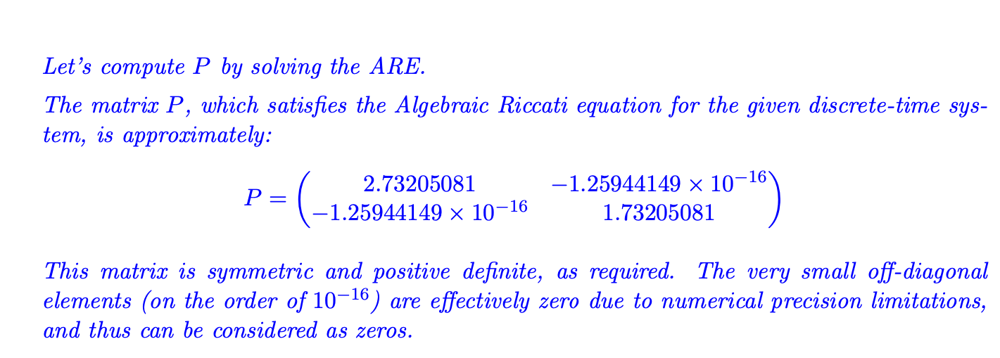 Let's compute P by solving the ARE.
The matrix P, which satisfies the Algebraic Riccati equation for the given discrete-time sys-
tem, is approximately:
P = ( 2.73205081 −1.25944149 × 10^−16
−1.25944149 × 10^−16 1.73205081 )
This matrix is symmetric and positive definite, as required. The very small off-diagonal
elements (on the order of 10^−16) are effectively zero due to numerical precision limitations,
and thus can be considered as zeros.